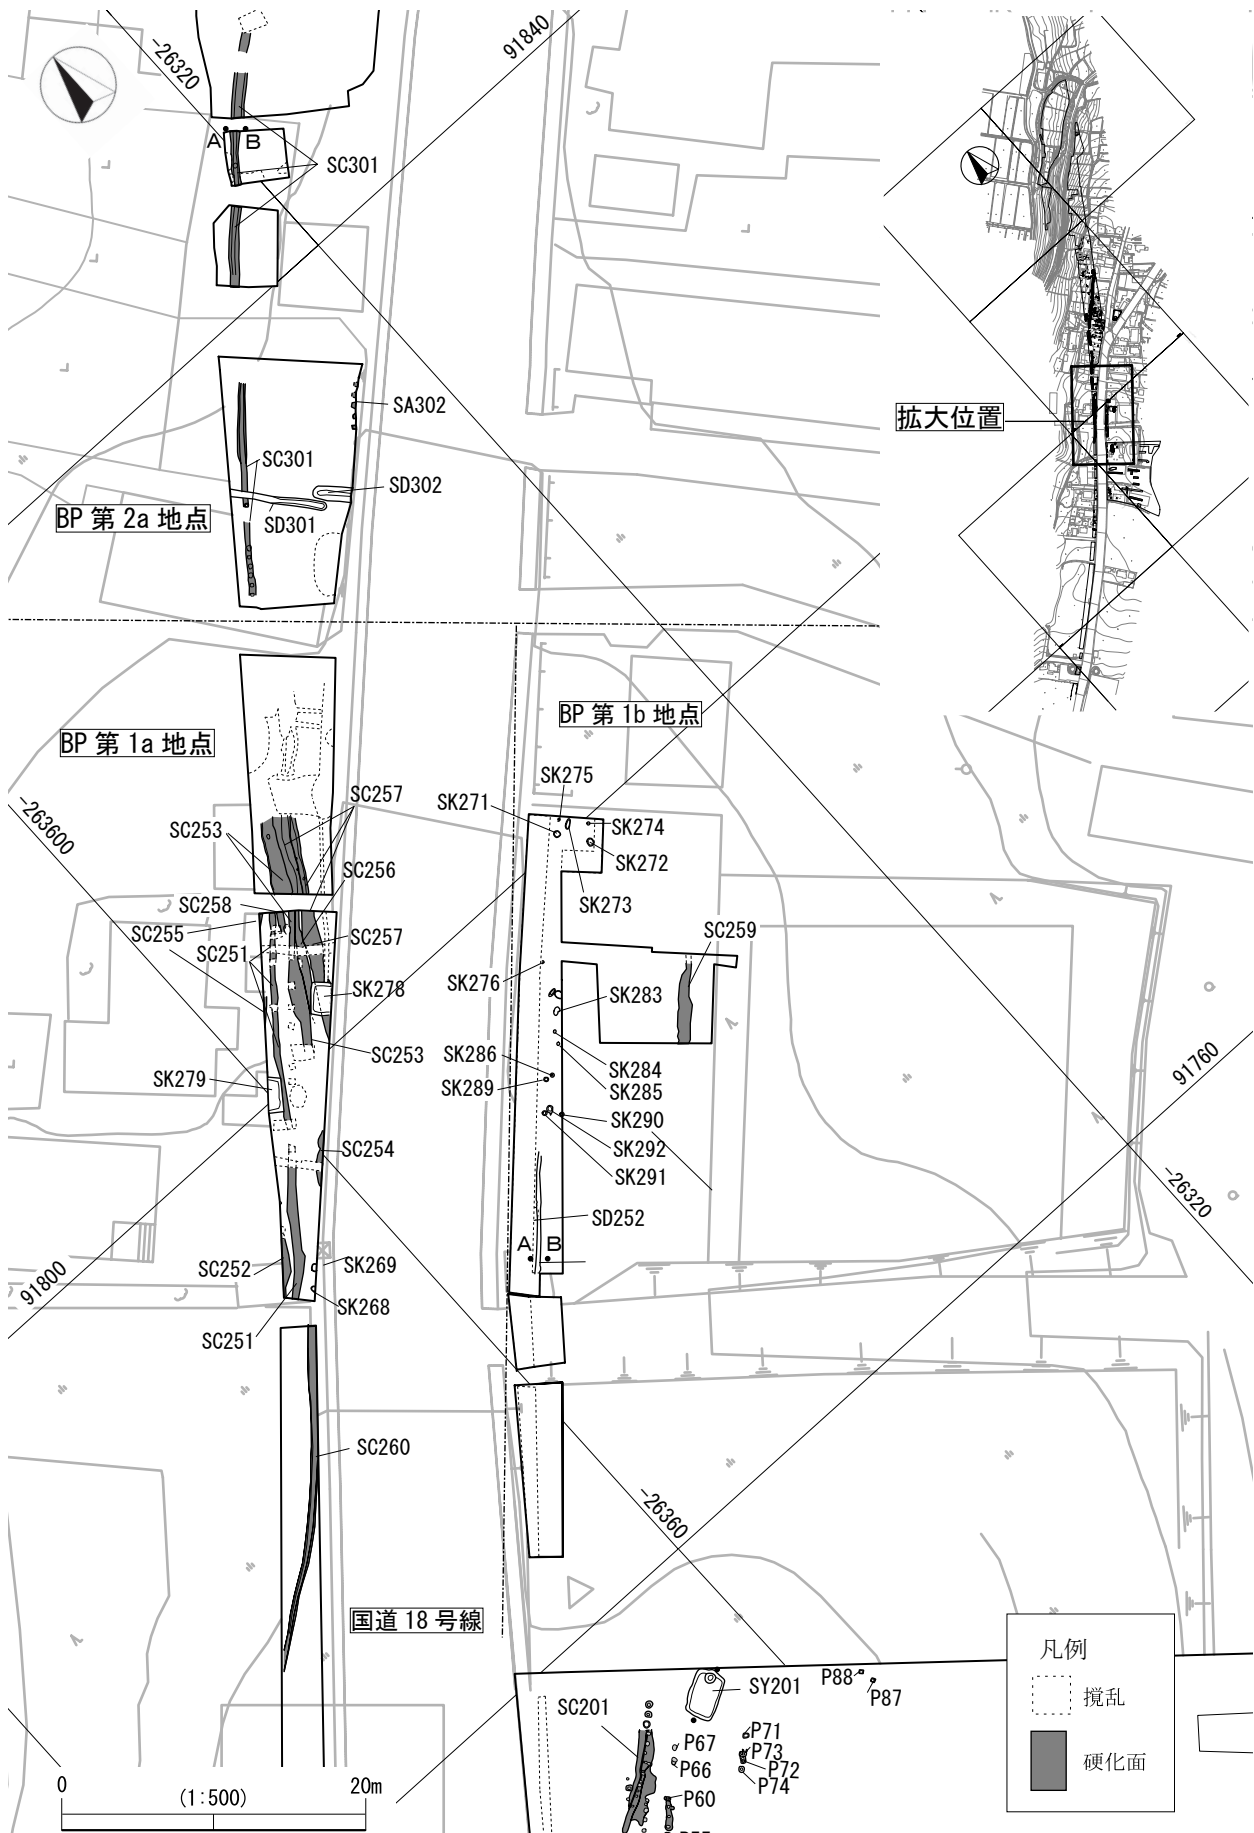 -26320
91840
A
B
SC301
拡大位置
SA302
SC301
SD302
SD301
BP 第 2a 地点
BP 第 1b 地点
BP 第 1a 地点
SK275
SC257
SK271
-263600
SC253
SK274
SK272
SC256
SC258
SK273
SC255
SC257
SC259
SC251
SK276
SK278
SK283
SC253
SK286
SK284
91760
SK279
SK289
SK285
SK290
SC254
SK292
SK291
-26320
SD252
A
B
91800
SC252
SK269
SK268
SC251
SC260
-26360
国道 18 号線
凡例
P88
SY201
P87
撹乱
SC201
P71
P67
P73
P66
P72
硬化面
P74
0
(1:500)
20m
P60